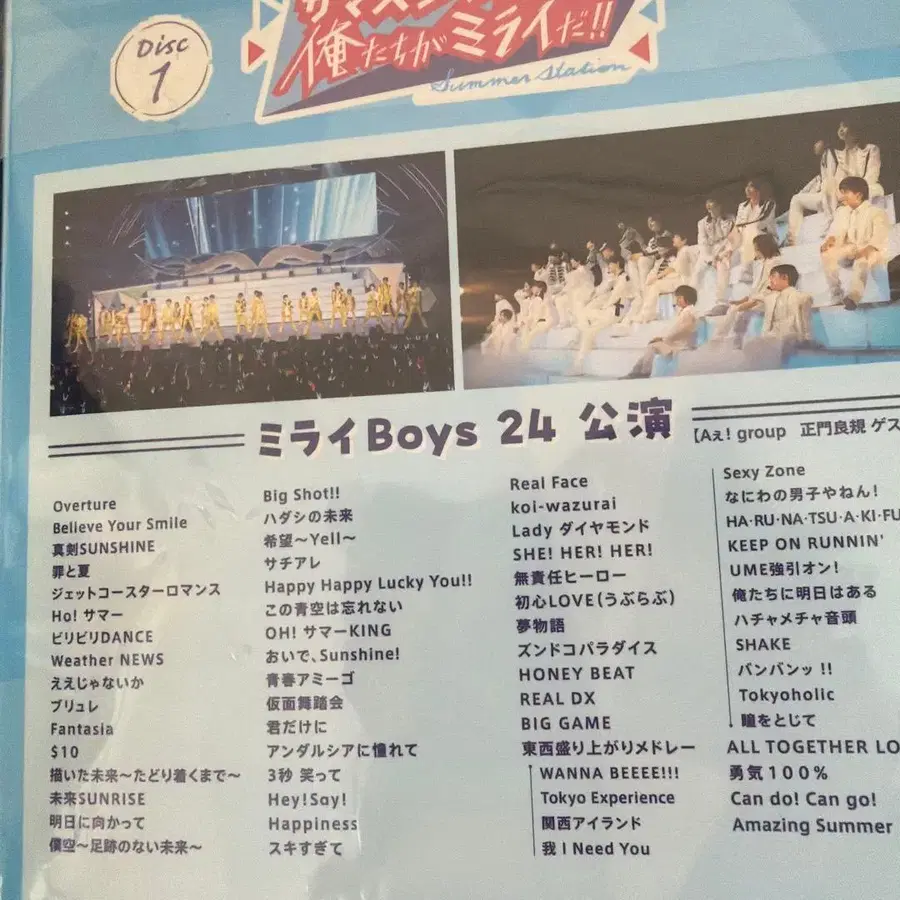 Disc
1
俺たちがミライだ!!
Summer Station
ミライBoys 24 公演
【Aぇ! group 正門良規 ゲス
Overture
Believe Your Smile
真剣SUNSHINE
罪と夏
ジェットコースターロマンス
Ho! サマー
ビリビリDANCE
Weather NEWS
ええじゃないか
ブリュレ
Fantasia
$10
描いた未来〜たどり着くまで〜
未来SUNRISE
明日に向かって
僕空〜足跡のない未来〜
Big Shot!!
ハダシの未来
希望〜Yell〜
サチアレ
Happy Happy Lucky You!!
この青空は忘れない
OH! サマーKING
おいで、Sunshine!
青春アミーゴ
仮面舞踏会
君だけに
アンダルシアに憧れて
3秒 笑って
Hey!Say!
Happiness
スキすぎて
Real Face
koi-wazurai
Lady ダイヤモンド
SHE! HER! HER!
無責任ヒーロー
初心LOVE(うぶらぶ)
夢物語
ズンドコパラダイス
HONEY BEAT
REAL DX
BIG GAME
東西盛り上がりメドレー
WANNA BEEEE!!!
Tokyo Experience
関西アイランド
我 I Need You
Sexy Zone
なにわの男子やねん!
HA·RU·NA·TSU·A·KI·FU
KEEP ON RUNNIN'
UME強引オン!
俺たちに明日はある
ハチャメチャ音頭
SHAKE
バンバンッ !!
Tokyoholic
瞳をとじて
ALL TOGETHER LO
勇気100%
Can do! Can go!
Amazing Summer